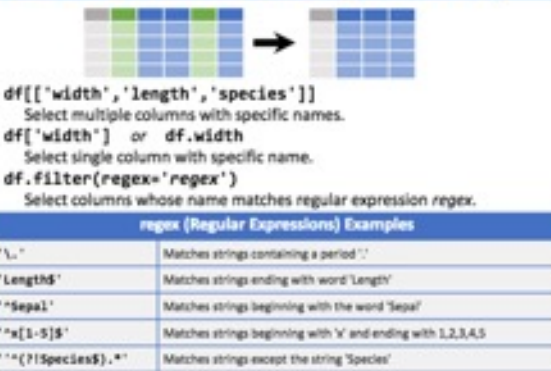 df[['width','length','species']]
Select multiple columns with specific names.
df['width'] or df.width
Select single column with specific name.
df.filter(regex='regex')
Select columns whose name matches regular expression regex.
regex (Regular Expressions) Examples
'\.' Matches strings containing a period '.'
'Length$' Matches strings ending with word 'Length'
'^Sepal' Matches strings beginning with the word 'Sepal'
'^x[1-5]$' Matches strings beginning with 'x' and ending with 1,2,3,4,5
''^(?!Species$).*' Matches strings except the string 'Species'